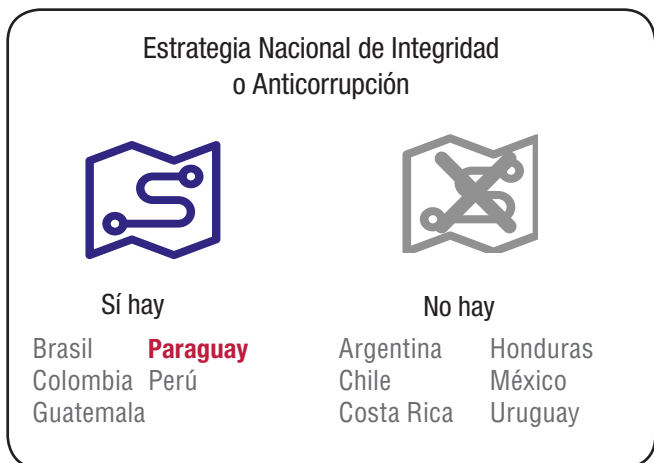 Estrategia Nacional de Integridad
o Anticorrupción
Sí hay
Brasil Paraguay
Colombia Perú
Guatemala
No hay
Argentina Honduras
Chile México
Costa Rica Uruguay